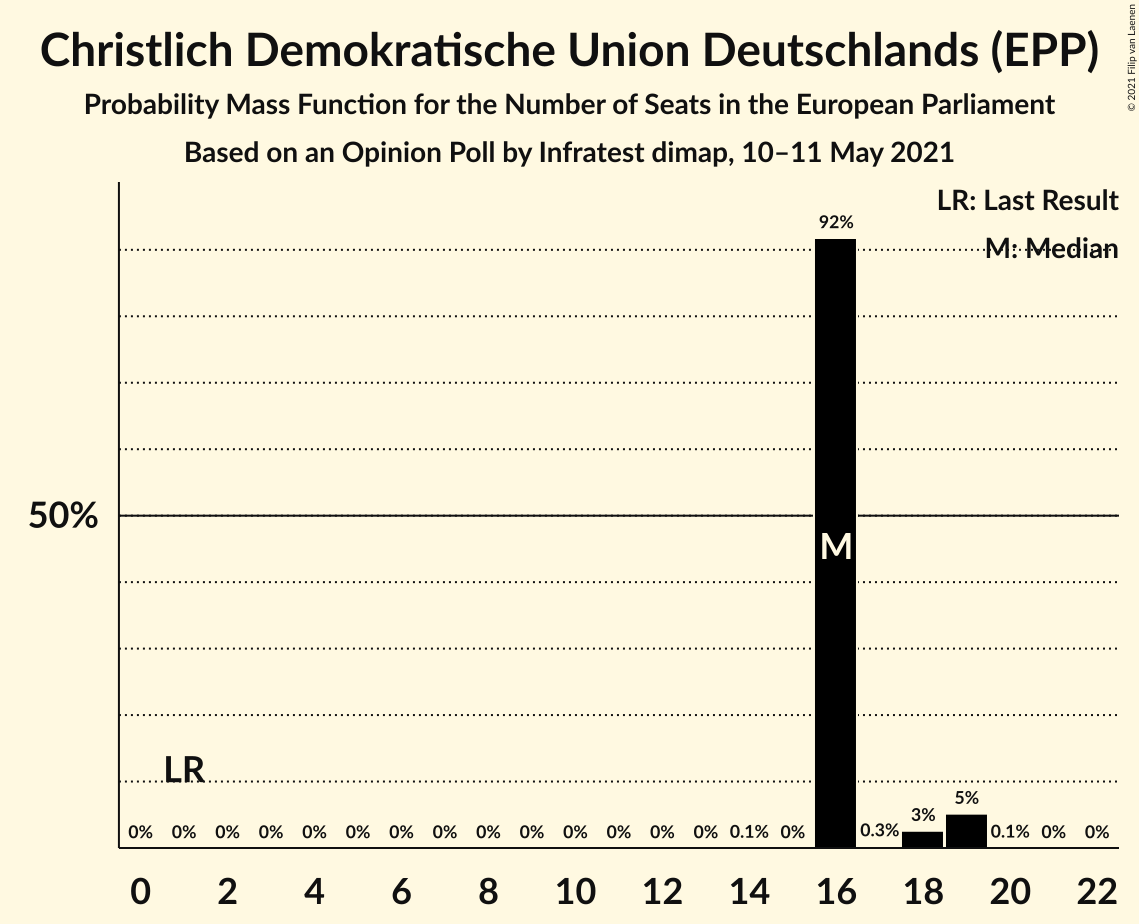 Christlich Demokratische Union Deutschlands (EPP)
Probability Mass Function for the Number of Seats in the European Parliament
Based on an Opinion Poll by Infratest dimap, 10–11 May 2021
© 2021 Filip van Laenen
LR: Last Result
M: Median
92%
50%
M
LR
0% 0% 0% 0% 0% 0% 0% 0% 0% 0% 0% 0% 0% 0% 0.1% 0% 0.3% 3% 5% 0.1% 0% 0%
0 2 4 6 8 10 12 14 16 18 20 22